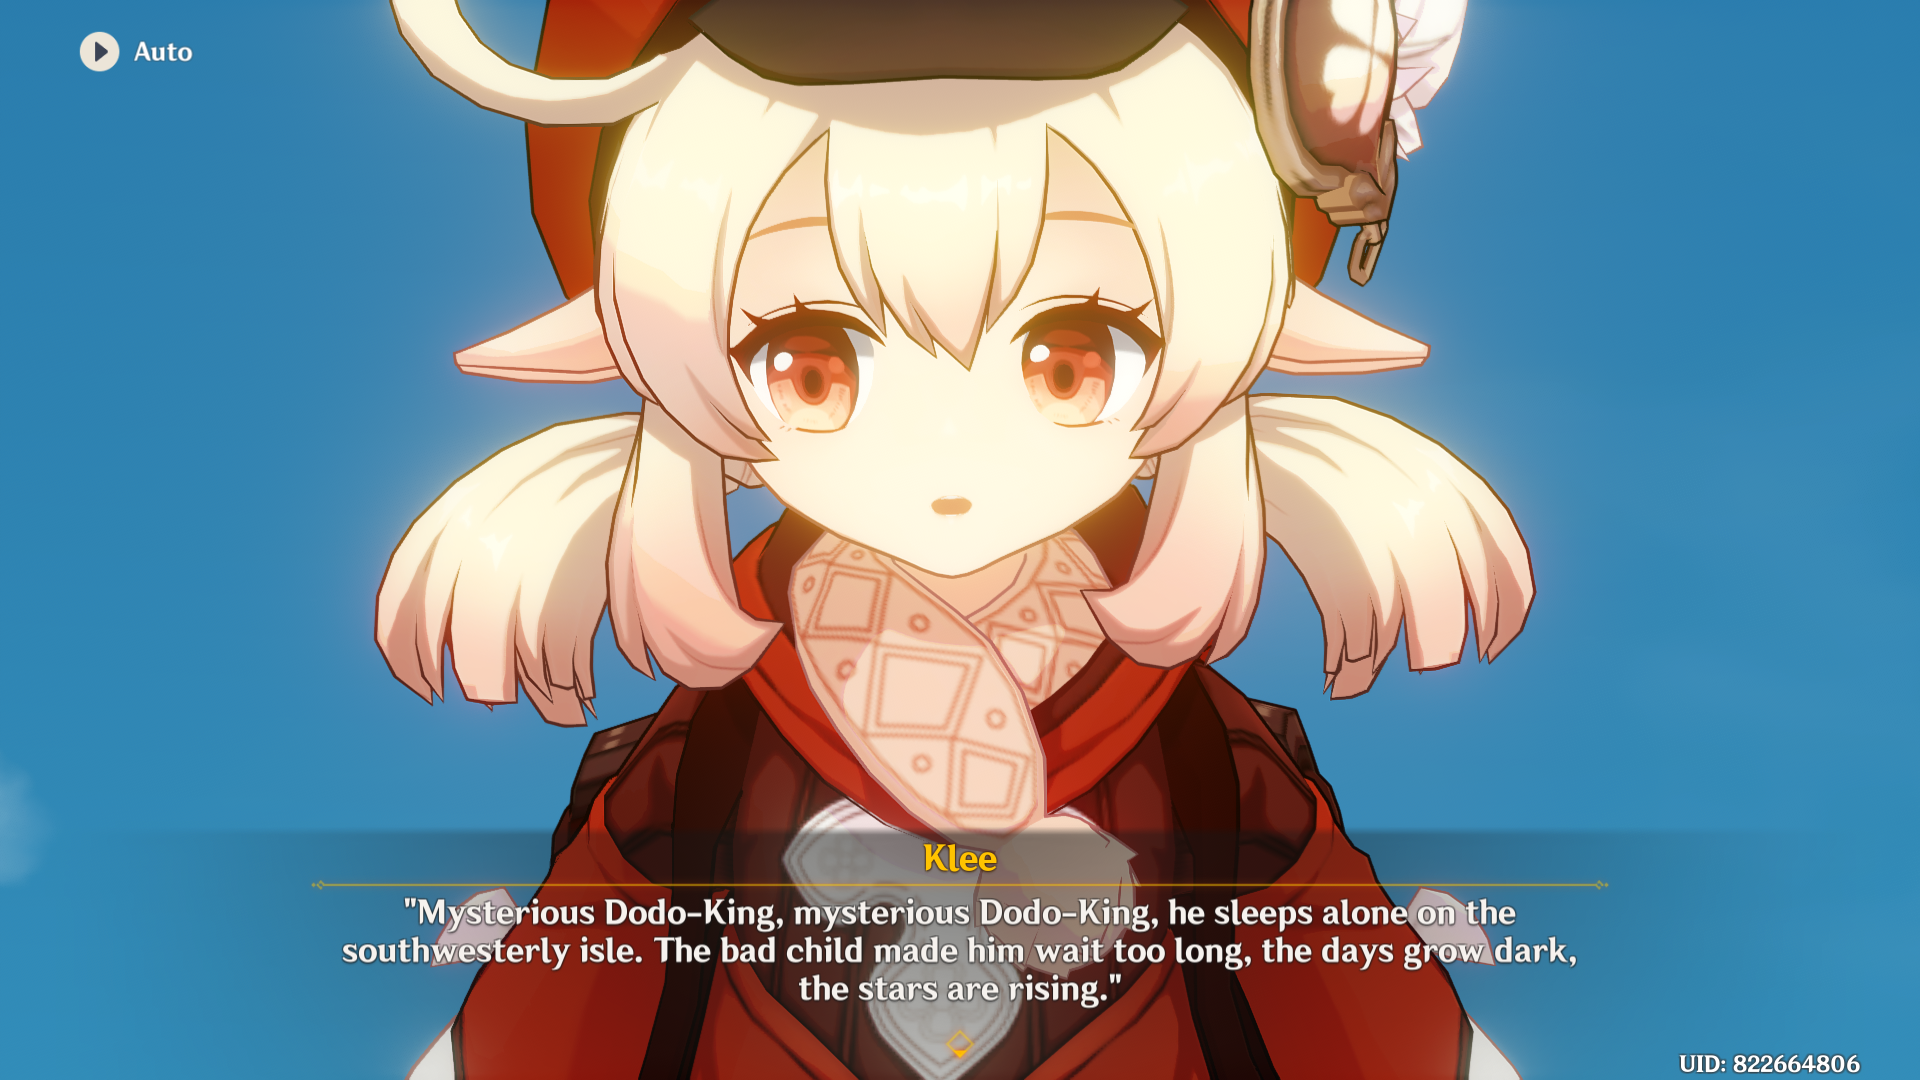 Auto
Klee
"Mysterious Dodo-King, mysterious Dodo-King, he sleeps alone on the
southwesterly isle. The bad child made him wait too long, the days grow dark,
the stars are rising."
UID: 822664806